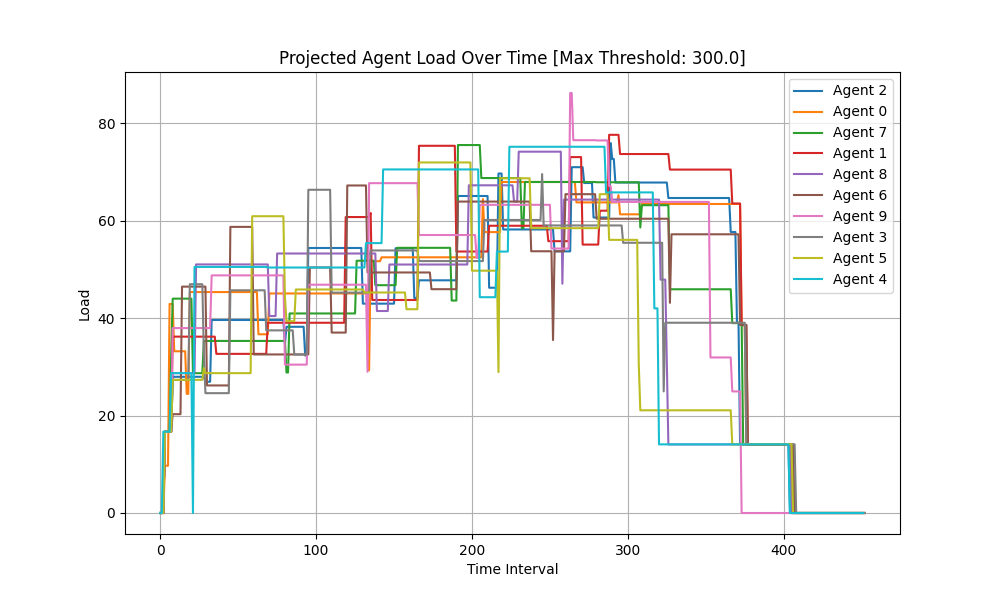 Projected Agent Load Over Time [Max Threshold: 300.0]
Load
80
60
40
20
0
0 100 200 300 400
Time Interval
Agent 2
Agent 0
Agent 7
Agent 1
Agent 8
Agent 6
Agent 9
Agent 3
Agent 5
Agent 4